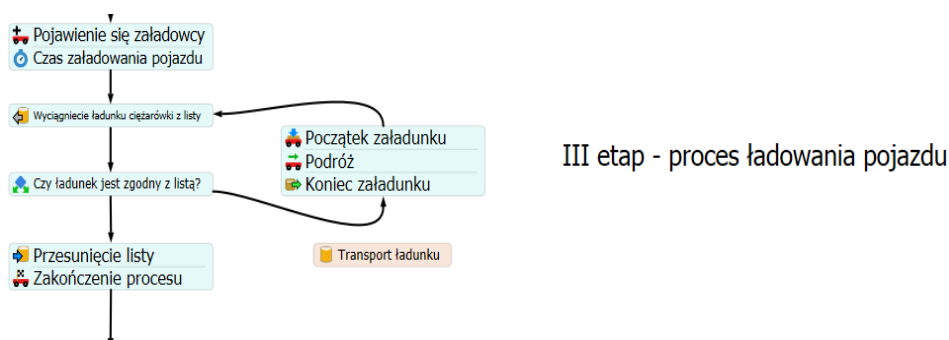 Pojawienie się załadowcy
Czas załadowania pojazdu
Wyciągniecie ładunku ciężarówki z listy
Początek załadunku
Podróż
Koniec załadunku
III etap - proces ładowania pojazdu
Czy ładunek jest zgodny z listą?
Przesunięcie listy
Zakończenie procesu
Transport ładunku